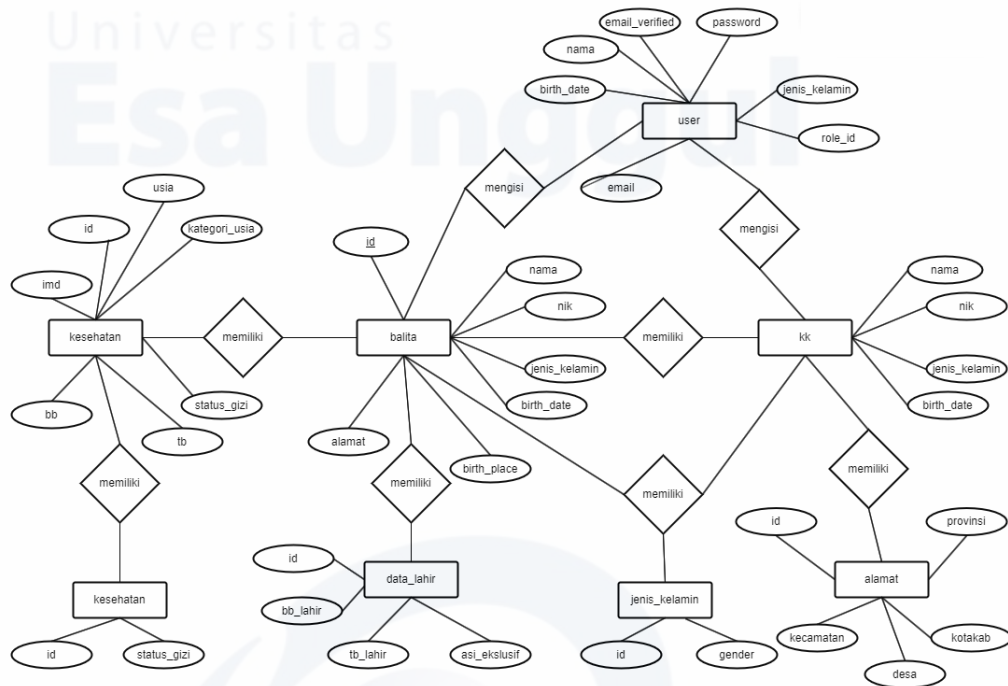 Universitas
Esa Unggul
email_verified
password
nama
birth_date
jenis_kelamin
user
role_id
usia
mengisi
email
id
kategori_usia
id
mengisi
imd
nama
nama
nik
nik
kesehatan
memiliki
balita
memiliki
kk
jenis_kelamin
jenis_kelamin
status_gizi
birth_date
birth_date
bb
tb
alamat
birth_place
memiliki
memiliki
memiliki
memiliki
id
provinsi
id
kesehatan
data_lahir
jenis_kelamin
alamat
bb_lahir
kecamatan
kotakab
id
status_gizi
tb_lahir
asi_ekslusif
id
gender
desa